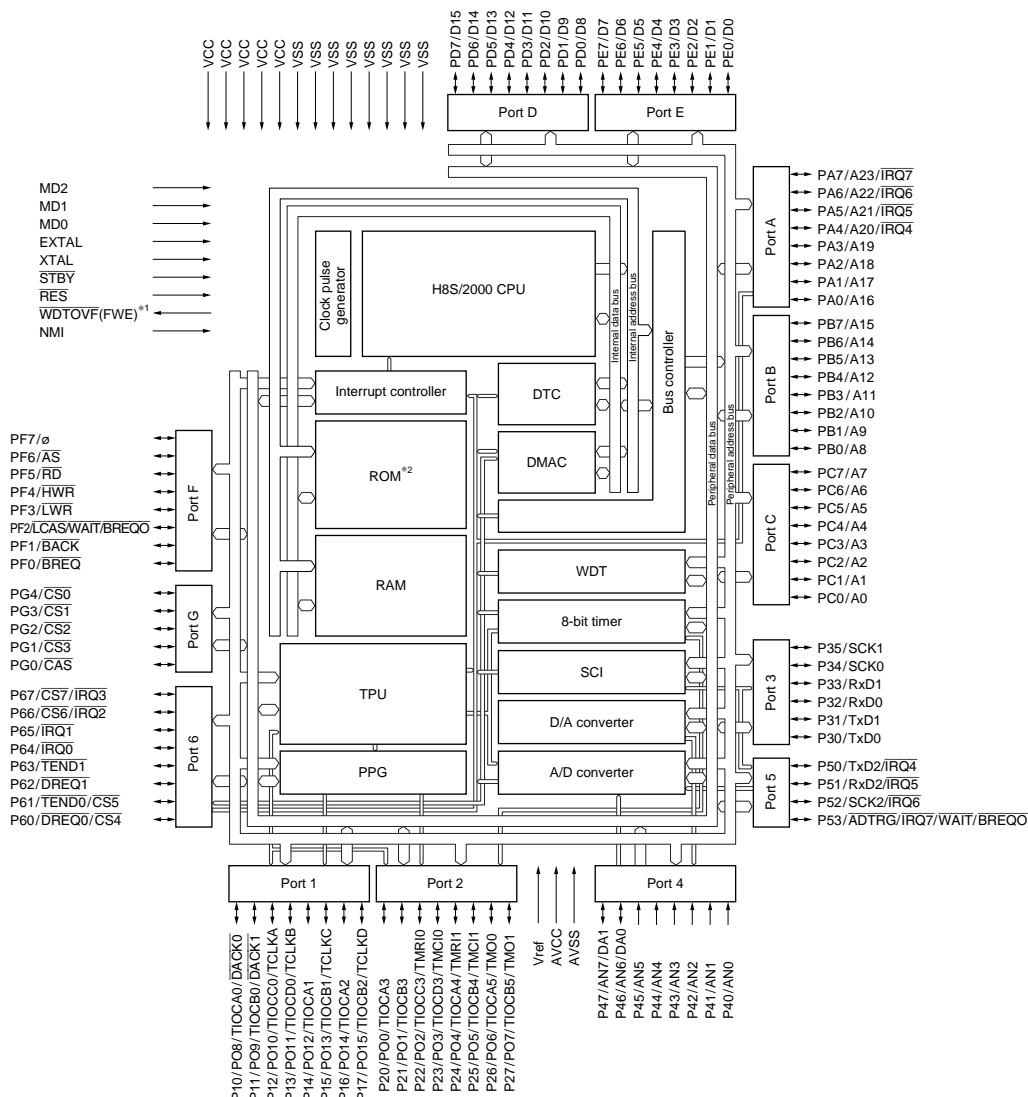 VCC
VCC
VCC
VCC
VCC
VSS
VSS
VSS
VSS
VSS
VSS
VSS
VSS
PD7/D15
PD6/D14
PD5/D13
PD4/D12
PD3/D11
PD2/D10
PD1/D9
PD0/D8
PE7/D7
PE6/D6
PE5/D5
PE4/D4
PE3/D3
PE2/D2
PE1/D1
PE0/D0
Port D
Port E
MD2
MD1
MD0
EXTAL
XTAL
STBY
RES
WDTOVF(FWE)*1
NMI
Port A
PA7/A23/IRQ7
PA6/A22/IRQ6
PA5/A21/IRQ5
PA4/A20/IRQ4
PA3/A19
PA2/A18
PA1/A17
PA0/A16
Clock pulse
generator
H8S/2000 CPU
Internal data bus
Internal address bus
Bus controller
Peripheral data bus
Peripheral address bus
Port B
PB7/A15
PB6/A14
PB5/A13
PB4/A12
PB3/A11
PB2/A10
PB1/A9
PB0/A8
Interrupt controller
DTC
DMAC
ROM*2
RAM
WDT
8-bit timer
SCI
D/A converter
A/D converter
TPU
PPG
PF7/ø
PF6/AS
PF5/RD
PF4/HWR
PF3/LWR
PF2/LCAS/WAIT/BREQO
PF1/BACK
PF0/BREQ
Port F
Port C
PC7/A7
PC6/A6
PC5/A5
PC4/A4
PC3/A3
PC2/A2
PC1/A1
PC0/A0
PG4/CS0
PG3/CS1
PG2/CS2
PG1/CS3
PG0/CAS
Port G
Port 3
P35/SCK1
P34/SCK0
P33/RxD1
P32/RxD0
P31/TxD1
P30/TxD0
P67/CS7/IRQ3
P66/CS6/IRQ2
P65/IRQ1
P64/IRQ0
P63/TEND1
P62/DREQ1
P61/TEND0/CS5
P60/DREQ0/CS4
Port 6
Port 5
P50/TxD2/IRQ4
P51/RxD2/IRQ5
P52/SCK2/IRQ6
P53/ADTRG/IRQ7/WAIT/BREQO
Port 1
Port 2
Port 4
P10/PO8/TIOCA0/DACK0
P11/PO9/TIOCB0/DACK1
P12/PO10/TIOCC0/TCLKA
P13/PO11/TIOCD0/TCLKB
P14/PO12/TIOCA1
P15/PO13/TIOCB1/TCLKC
P16/PO14/TIOCA2
P17/PO15/TIOCB2/TCLKD
P20/PO0/TIOCA3
P21/PO1/TIOCB3
P22/PO2/TIOCC3/TMRI0
P23/PO3/TIOCD3/TMCI0
P24/PO4/TIOCA4/TMRI1
P25/PO5/TIOCB4/TMCI1
P26/PO6/TIOCA5/TMO0
P27/PO7/TIOCB5/TMO1
Vref
AVCC
AVSS
P47/AN7/DA1
P46/AN6/DA0
P45/AN5
P44/AN4
P43/AN3
P42/AN2
P41/AN1
P40/AN0